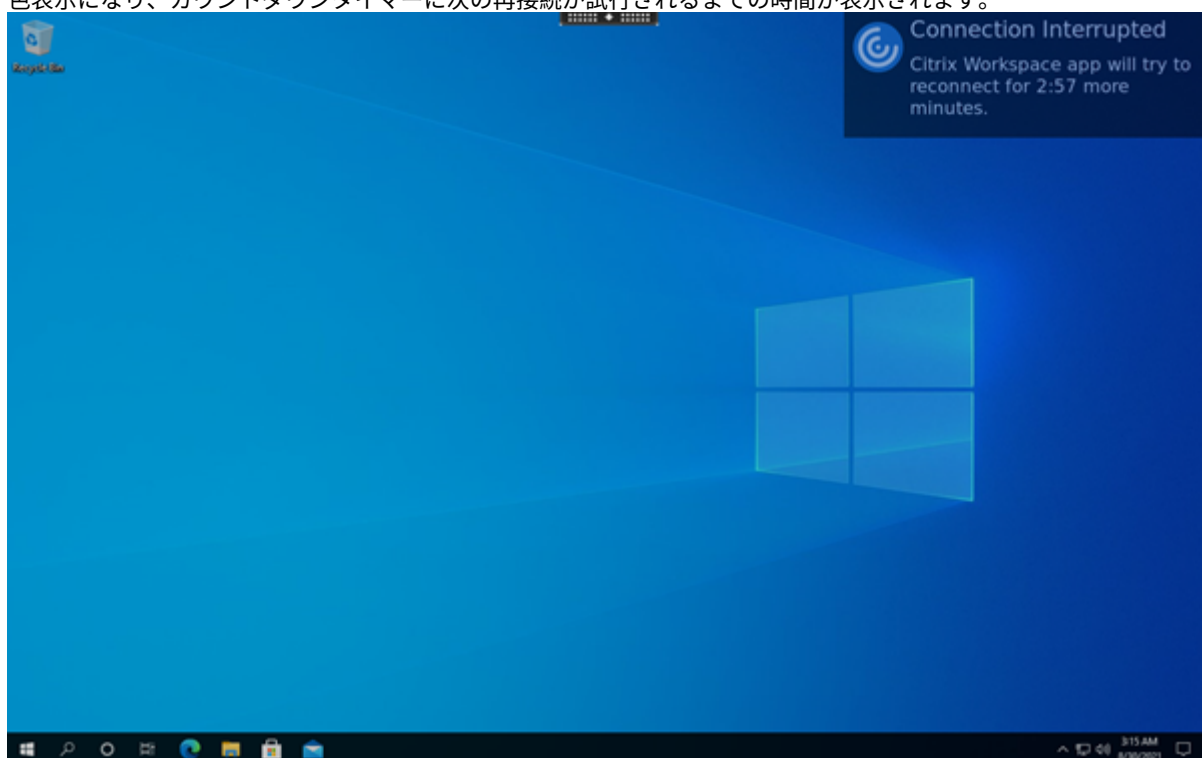 色表示になり、カウントダウンタイマーに次の再接続が試行されるまでの時間が表示されます。
Connection Interrupted
Citrix Workspace app will try to
reconnect for 2:57 more
minutes.
Recycle Bin
3:15 AM